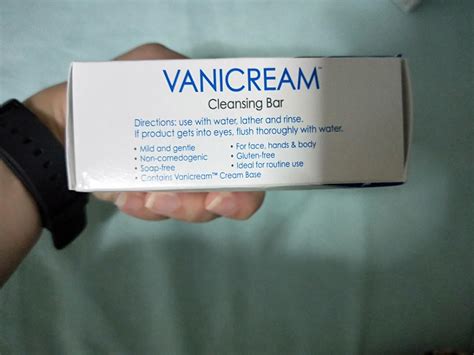 VANICREAM™
Cleansing Bar
Directions: use with water, lather and rinse.
If product gets into eyes, flush thoroughly with water.
• Mild and gentle
• Non-comedogenic
• Soap-free
• Contains Vanicream™ Cream Base
• For face, hands & body
• Gluten-free
• Ideal for routine use